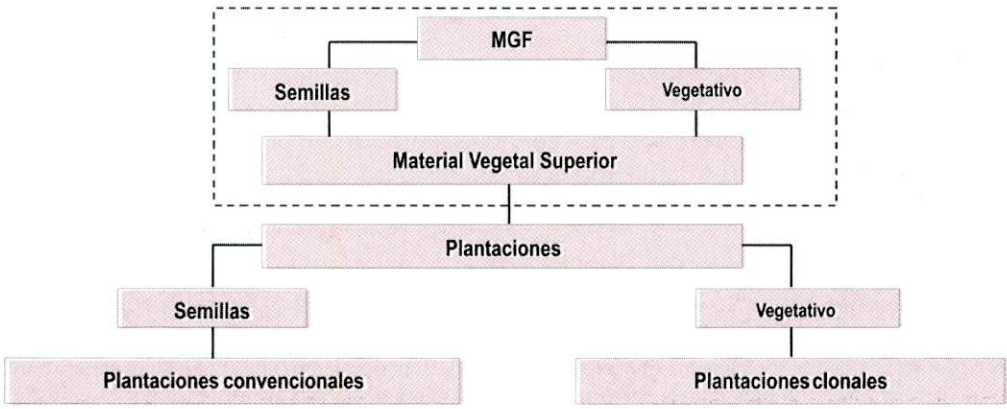 MGF
Semillas
Vegetativo
Material Vegetal Superior
Plantaciones
Semillas
Vegetativo
Plantaciones convencionales
Plantaciones clonales